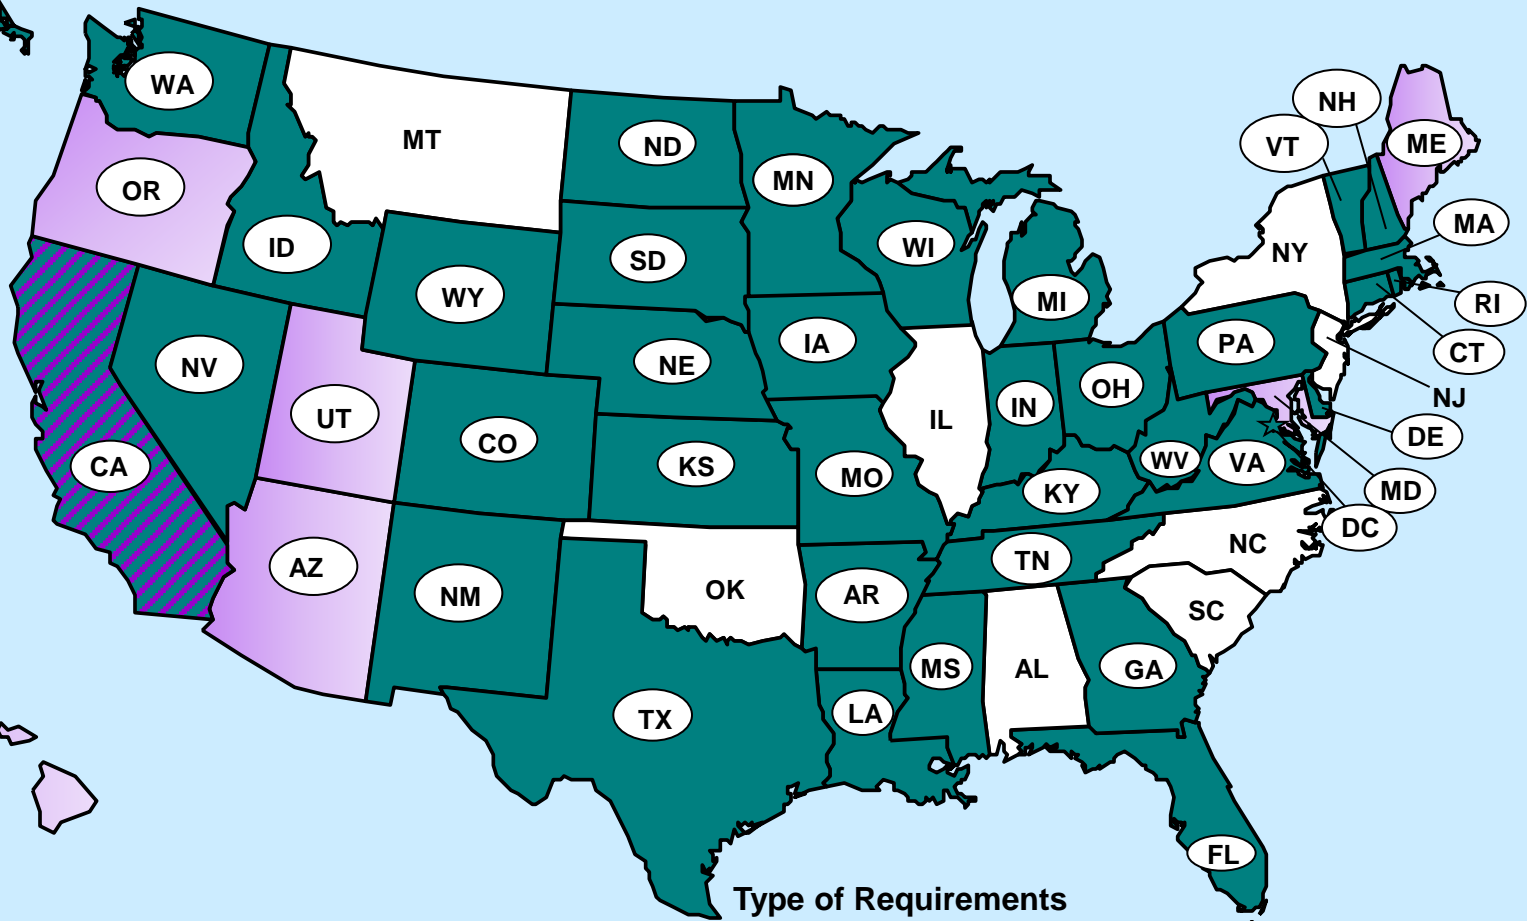 WA
MT
ND
MN
OR
ID
SD
WI
WY
MI
NH
VT
ME
MA
NY
RI
CT
NV
UT
CO
NE
IA
IL
IN
OH
PA
NJ
DE
CA
KS
MO
KY
WV
VA
MD
DC
AZ
NM
OK
AR
TN
NC
SC
TX
LA
MS
AL
GA
FL
Type of Requirements